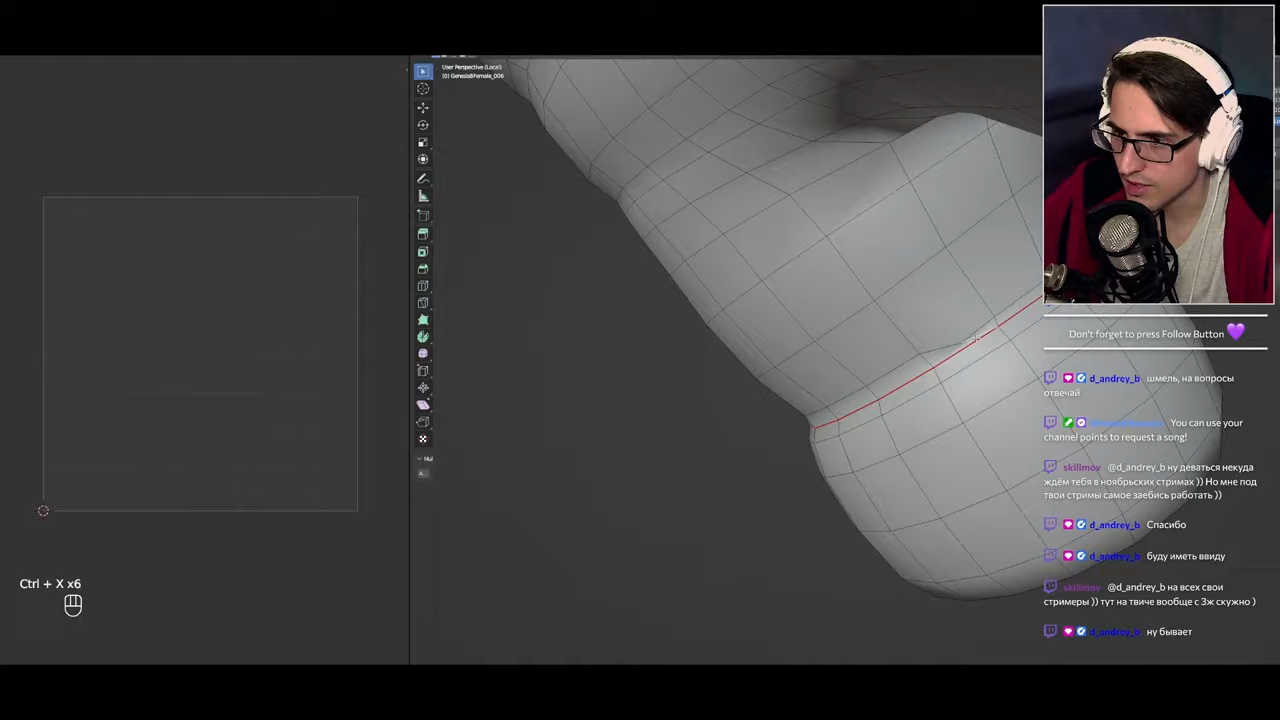 User Perspective (Local)
(0) Genesis8Female_006
Ctrl + X x6
Don't forget to press Follow Button
d_andrey_b шмель, на вопросы
отвечай
You can use your
channel points to request a song!
skillmov @d_andrey_b ну деваться некуда
ждём тебя в ноябрьских стримах )) Но мне под
твои стримы самое заебись работать ))
d_andrey_b Спасибо
d_andrey_b буду иметь ввиду
skillmov @d_andrey_b на всех свои
стримеры )) тут на твиче вообще с 3ж скужно )
d_andrey_b ну бывает